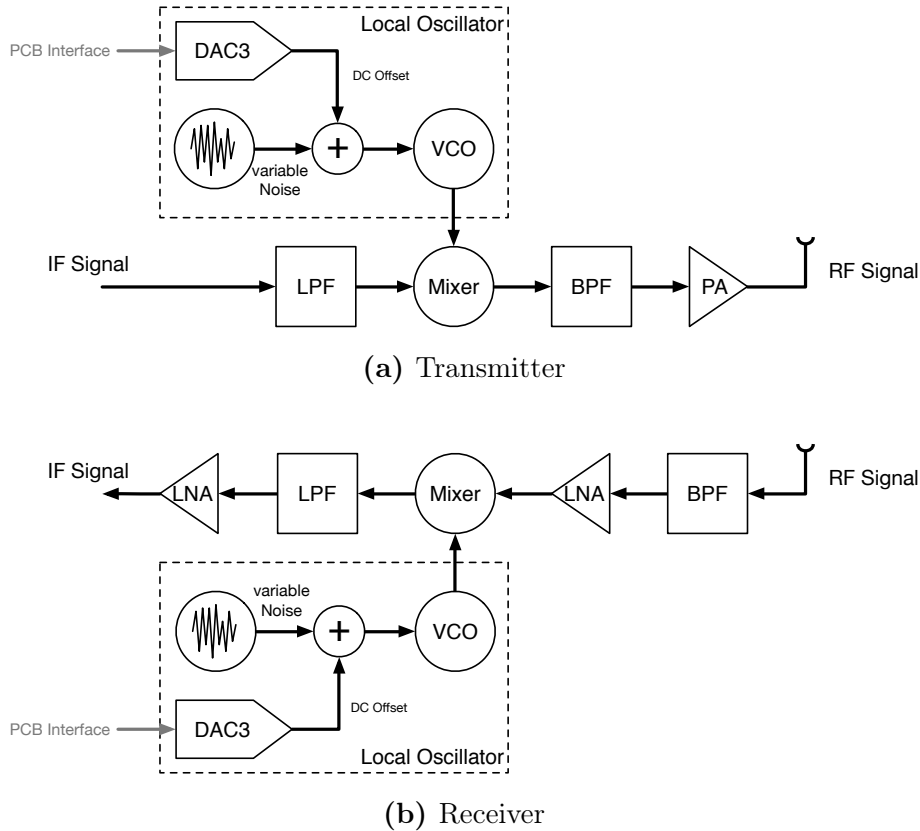 Local Oscillator
PCB Interface
DAC3
DC Offset
VCO
+
variable
Noise
IF Signal
LPF
Mixer
BPF
PA
RF Signal
(a) Transmitter
IF Signal
LNA
LPF
Mixer
LNA
BPF
RF Signal
variable
Noise
+
VCO
DC Offset
PCB Interface
DAC3
Local Oscillator
(b) Receiver